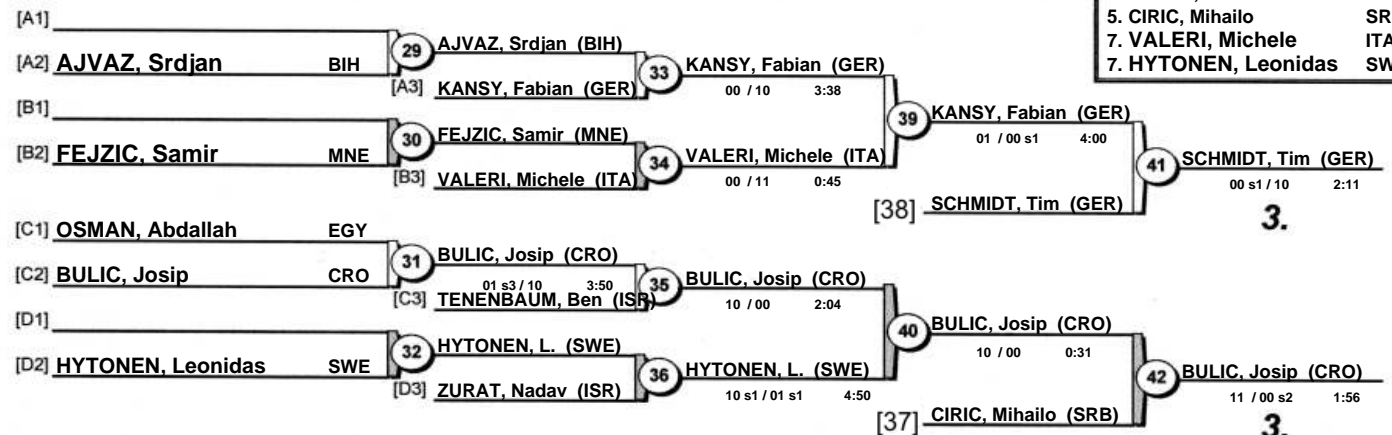 5. CIRIC, Mihailo SR
7. VALERI, Michele ITA
7. HYTONEN, Leonidas SW
[A1]
[A2] AJVAZ, Srdjan BIH
29
AJVAZ, Srdjan (BIH)
[A3] KANSY, Fabian (GER)
33
KANSY, Fabian (GER)
00 / 10 3:38
[B1]
[B2] FEJZIC, Samir MNE
30
FEJZIC, Samir (MNE)
[B3] VALERI, Michele (ITA)
34
VALERI, Michele (ITA)
00 / 11 0:45
39
KANSY, Fabian (GER)
01 / 00 s1 4:00
[38] SCHMIDT, Tim (GER)
41
SCHMIDT, Tim (GER)
00 s1 / 10 2:11
3.
[C1] OSMAN, Abdallah EGY
[C2] BULIC, Josip CRO
31
BULIC, Josip (CRO)
01 s3 / 10 3:50
[C3] TENENBAUM, Ben (ISR)
35
BULIC, Josip (CRO)
10 / 00 2:04
[D1]
[D2] HYTONEN, Leonidas SWE
32
HYTONEN, L. (SWE)
[D3] ZURAT, Nadav (ISR)
36
HYTONEN, L. (SWE)
10 s1 / 01 s1 4:50
40
BULIC, Josip (CRO)
10 / 00 0:31
[37] CIRIC, Mihailo (SRB)
42
BULIC, Josip (CRO)
11 / 00 s2 1:56
3.